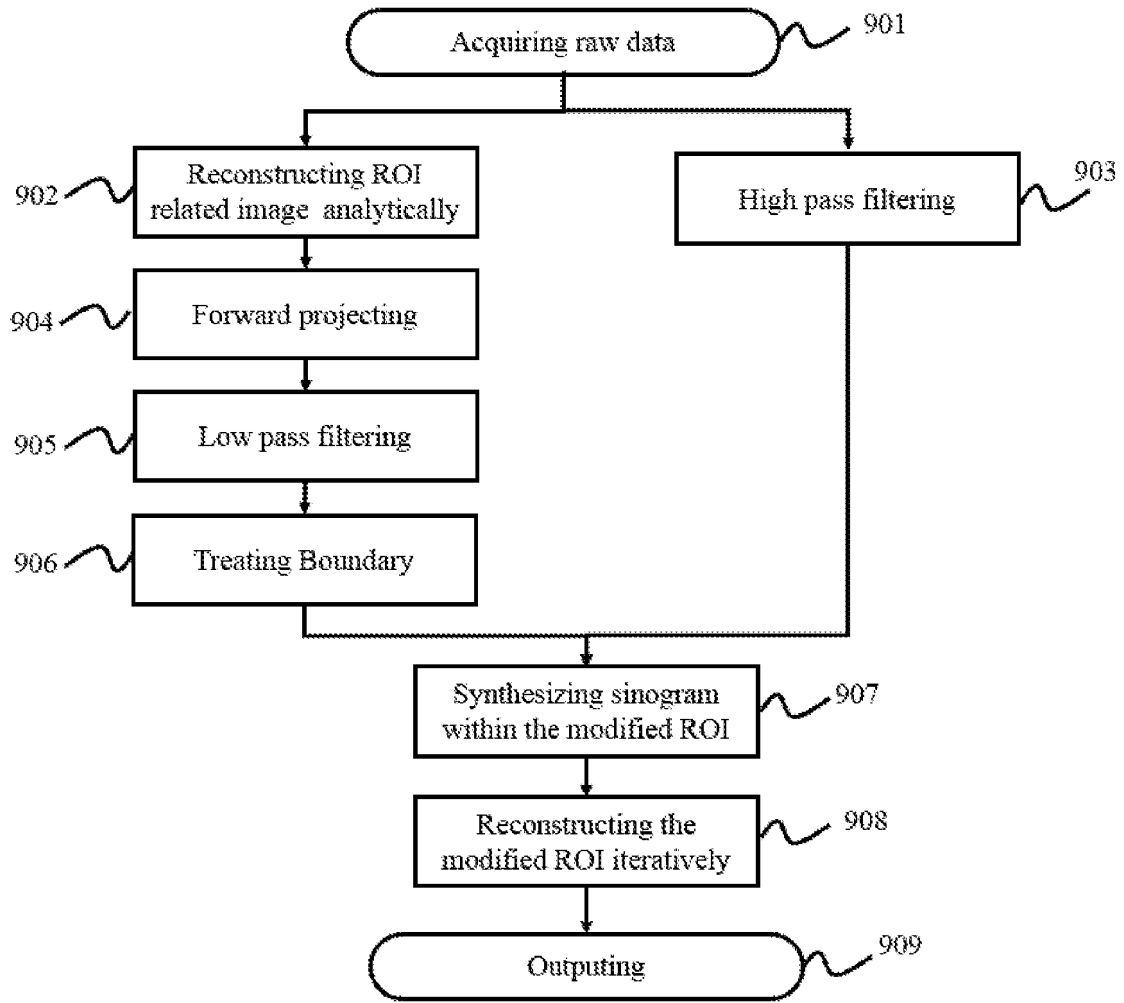 Acquiring raw data
901
Reconstructing ROI
related image analytically
902
High pass filtering
903
Forward projecting
904
Low pass filtering
905
Treating Boundary
906
Synthesizing sinogram
within the modified ROI
907
Reconstructing the
modified ROI iteratively
908
Outputing
909